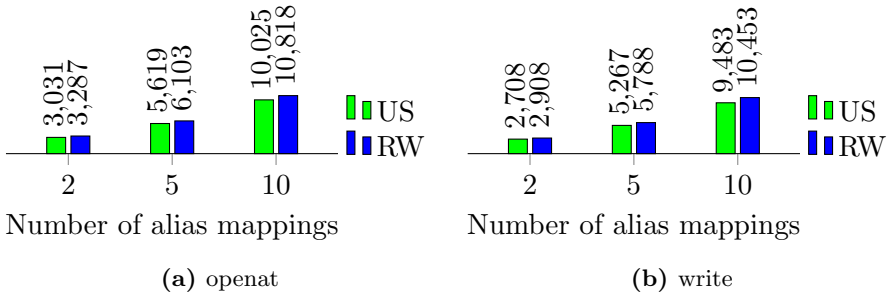 3,031
3,287
5,619
6,103
10,025
10,818
US
RW
2
5
10
Number of alias mappings
(a) openat
2,708
2,908
5,267
5,788
9,483
10,453
US
RW
2
5
10
Number of alias mappings
(b) write